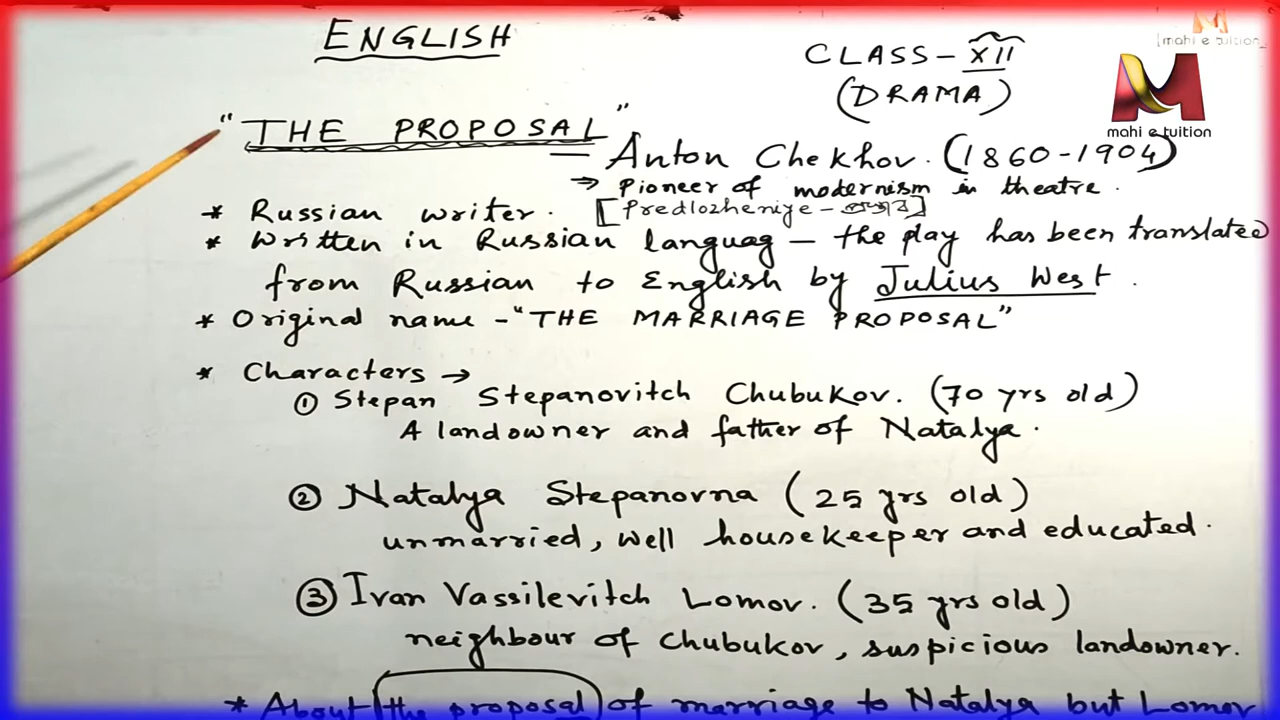 ENGLISH
CLASS - XII
(DRAMA)
[mahi e tuition]
mahi e tuition
"THE PROPOSAL"
— Anton Chekhov. (1860-1904)
→ Pioneer of modernism in theatre.
* Russian writer. [Predlozheniye - প্রস্তাব]
* Written in Russian languag — the play has been translated
from Russian to English by Julius West.
* Original name - "THE MARRIAGE PROPOSAL"
* Characters →
① Stepan Stepanovitch Chubukov. (70 yrs old)
A landowner and father of Natalya.
② Natalya Stepanovna (25 yrs old)
unmarried, well housekeeper and educated.
③ Ivan Vassilevitch Lomov. (35 yrs old)
neighbour of Chubukov, suspicious landowner.
* About the proposal of marriage to Natalya but Lomov